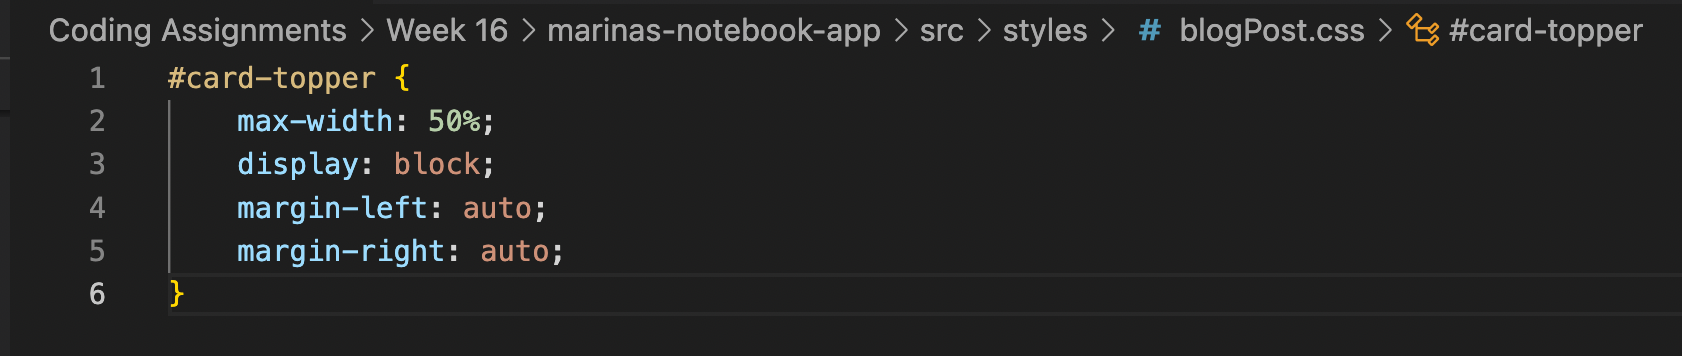 Coding Assignments > Week 16 > marinas-notebook-app > src > styles > # blogPost.css > #card-topper
1 #card-topper {
2 max-width: 50%;
3 display: block;
4 margin-left: auto;
5 margin-right: auto;
6 }